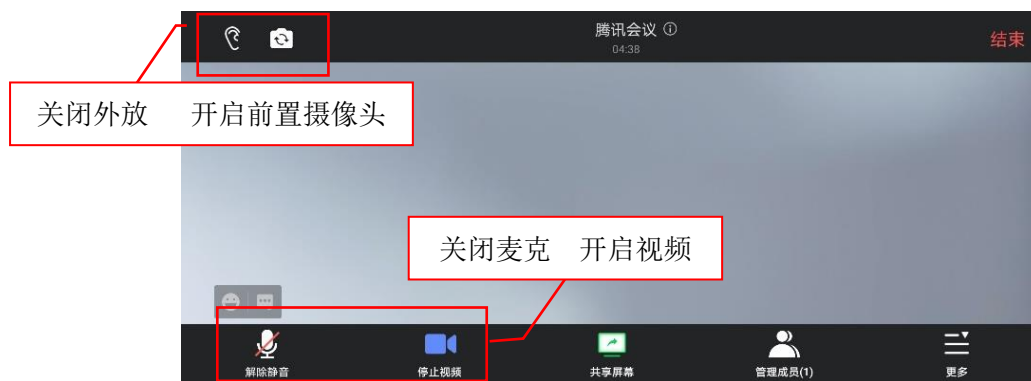 腾讯会议
04:38
结束
关闭外放 开启前置摄像头
关闭麦克 开启视频
解除静音
停止视频
共享屏幕
管理成员(1)
更多